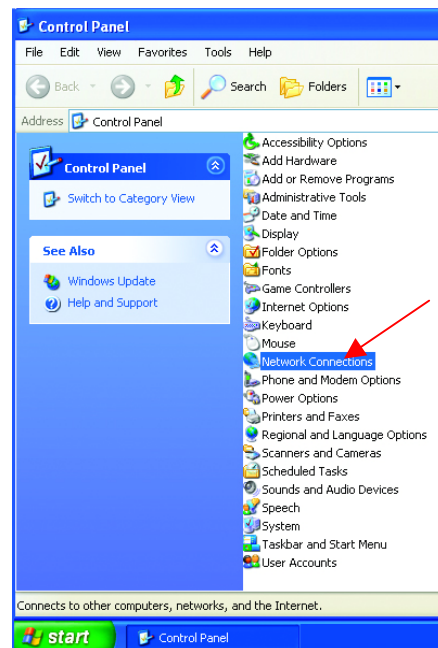 Control Panel
File Edit View Favorites Tools Help
Back Search Folders
Address Control Panel
Control Panel
Switch to Category View
See Also
Windows Update
Help and Support
Accessibility Options
Add Hardware
Add or Remove Programs
Administrative Tools
Date and Time
Display
Folder Options
Fonts
Game Controllers
Internet Options
Keyboard
Mouse
Network Connections
Phone and Modem Options
Power Options
Printers and Faxes
Regional and Language Options
Scanners and Cameras
Scheduled Tasks
Sounds and Audio Devices
Speech
System
Taskbar and Start Menu
User Accounts
Connects to other computers, networks, and the Internet.
start Control Panel